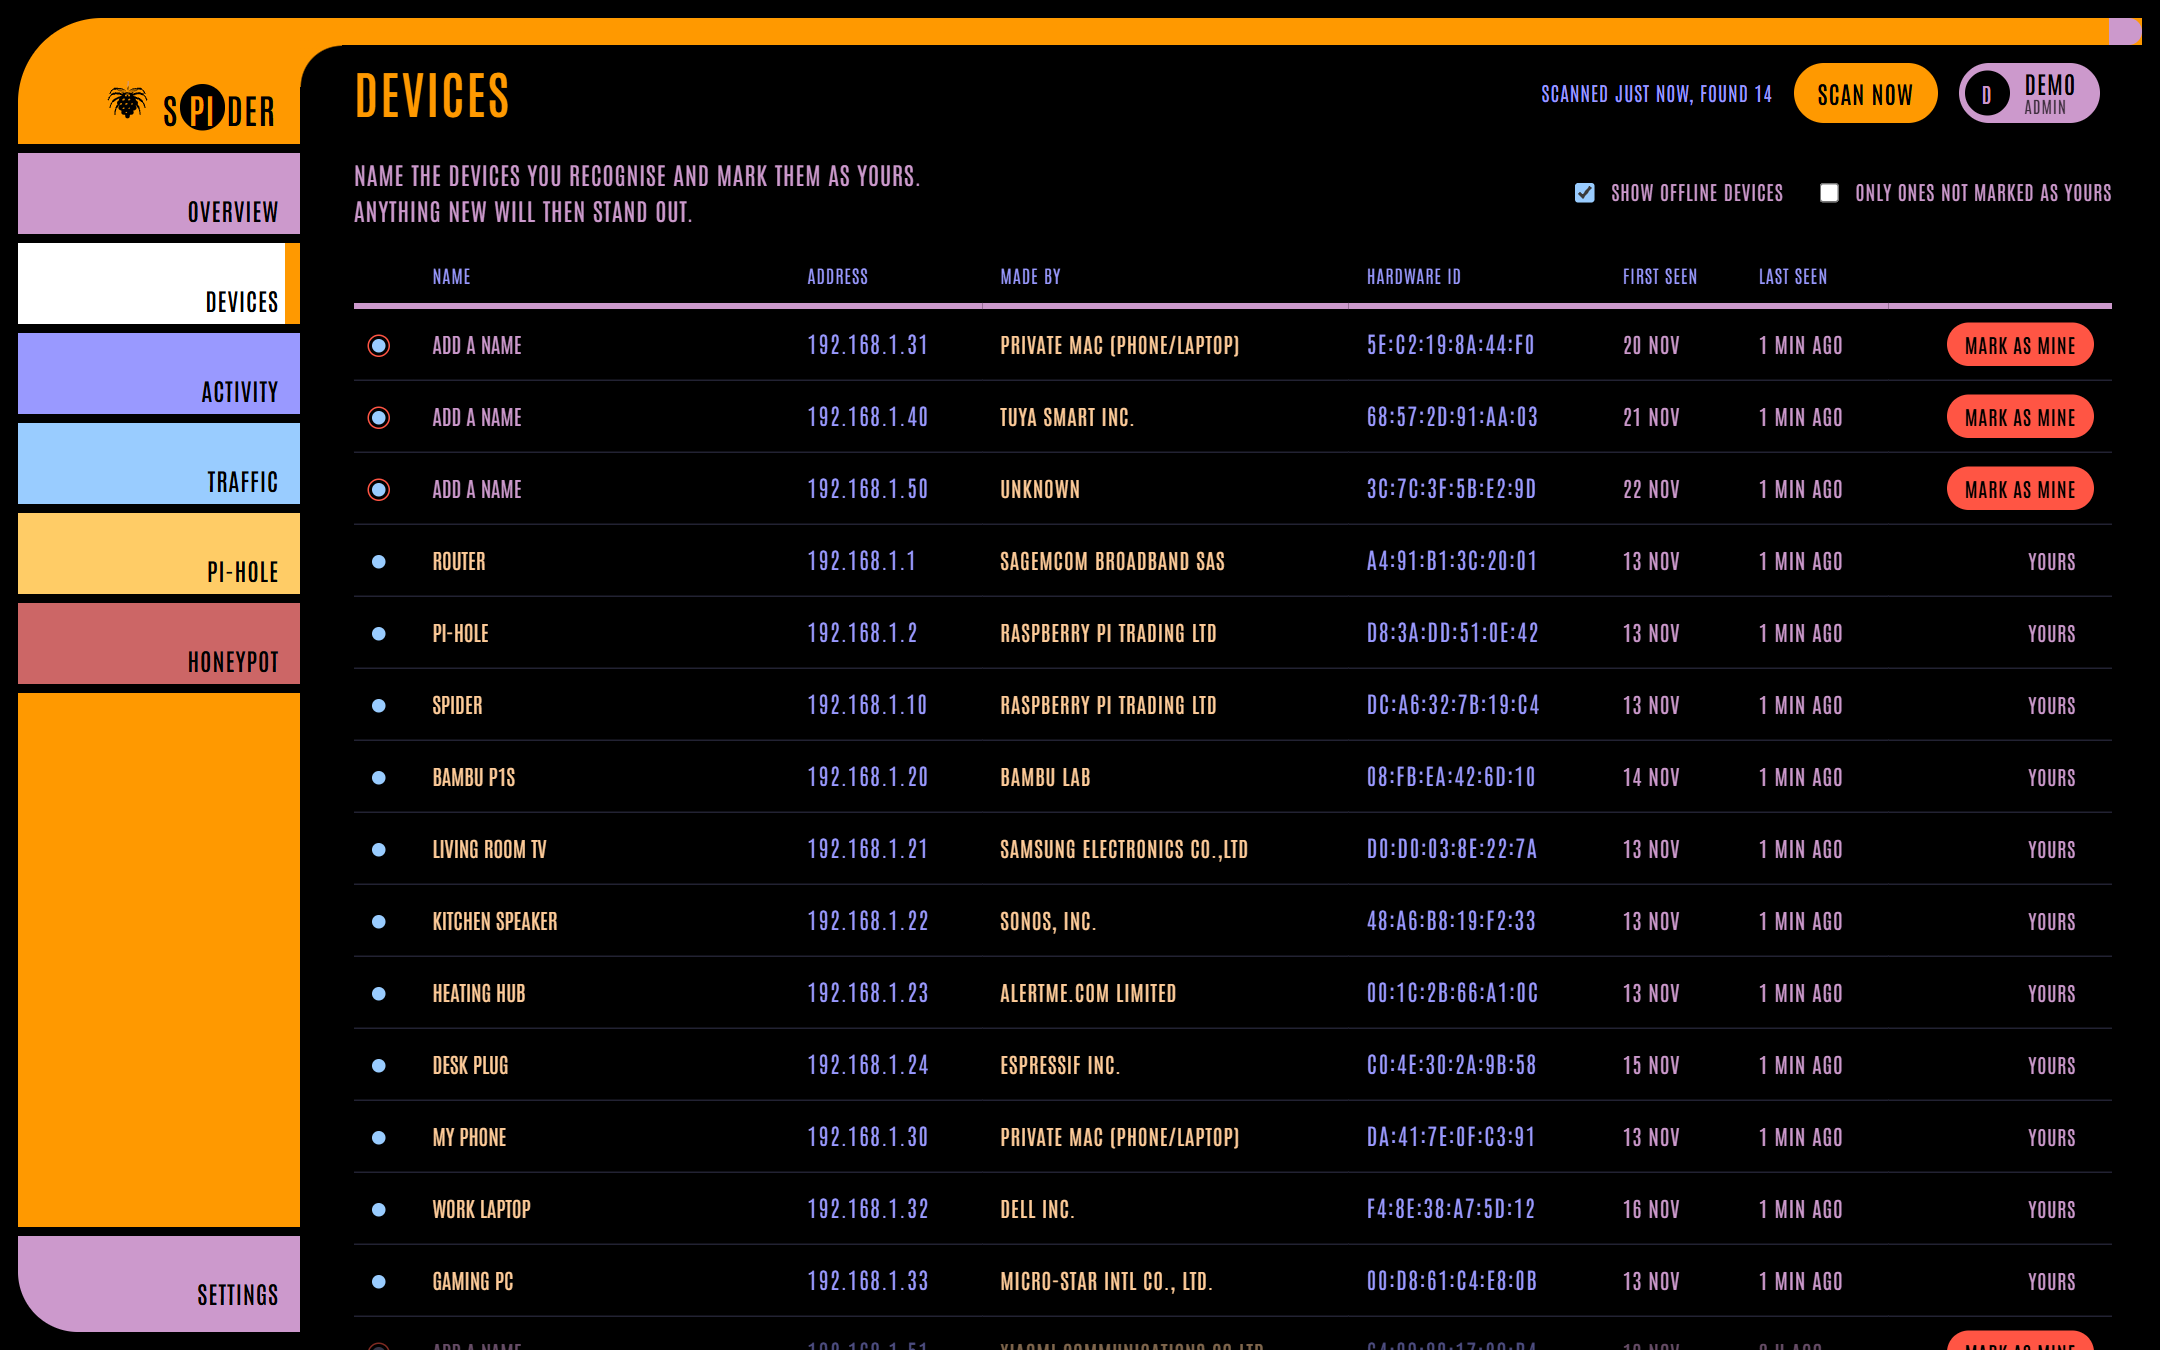 SPIDER
DEVICES
SCANNED JUST NOW, FOUND 14
SCAN NOW
D
DEMO
ADMIN
OVERVIEW
DEVICES
ACTIVITY
TRAFFIC
PI-HOLE
HONEYPOT
SETTINGS
NAME THE DEVICES YOU RECOGNISE AND MARK THEM AS YOURS.
ANYTHING NEW WILL THEN STAND OUT.
SHOW OFFLINE DEVICES
ONLY ONES NOT MARKED AS YOURS
NAME ADDRESS MADE BY HARDWARE ID FIRST SEEN LAST SEEN
ADD A NAME 192.168.1.31 PRIVATE MAC (PHONE/LAPTOP) 5E:C2:19:8A:44:F0 20 NOV 1 MIN AGO MARK AS MINE
ADD A NAME 192.168.1.40 TUYA SMART INC. 68:57:2D:91:AA:03 21 NOV 1 MIN AGO MARK AS MINE
ADD A NAME 192.168.1.50 UNKNOWN 3C:7C:3F:5B:E2:9D 22 NOV 1 MIN AGO MARK AS MINE
ROUTER 192.168.1.1 SAGEMCOM BROADBAND SAS A4:91:B1:3C:20:01 13 NOV 1 MIN AGO YOURS
PI-HOLE 192.168.1.2 RASPBERRY PI TRADING LTD D8:3A:DD:51:0E:42 13 NOV 1 MIN AGO YOURS
SPIDER 192.168.1.10 RASPBERRY PI TRADING LTD DC:A6:32:7B:19:C4 13 NOV 1 MIN AGO YOURS
BAMBU P1S 192.168.1.20 BAMBU LAB 08:FB:EA:42:6D:10 14 NOV 1 MIN AGO YOURS
LIVING ROOM TV 192.168.1.21 SAMSUNG ELECTRONICS CO.,LTD D0:D0:03:8E:22:7A 13 NOV 1 MIN AGO YOURS
KITCHEN SPEAKER 192.168.1.22 SONOS, INC. 48:A6:B8:19:F2:33 13 NOV 1 MIN AGO YOURS
HEATING HUB 192.168.1.23 ALERTME.COM LIMITED 00:1C:2B:66:A1:0C 13 NOV 1 MIN AGO YOURS
DESK PLUG 192.168.1.24 ESPRESSIF INC. C0:4E:30:2A:9B:58 15 NOV 1 MIN AGO YOURS
MY PHONE 192.168.1.30 PRIVATE MAC (PHONE/LAPTOP) DA:41:7E:0F:C3:91 13 NOV 1 MIN AGO YOURS
WORK LAPTOP 192.168.1.32 DELL INC. F4:8E:38:A7:5D:12 16 NOV 1 MIN AGO YOURS
GAMING PC 192.168.1.33 MICRO-STAR INTL CO., LTD. 00:D8:61:C4:E8:0B 13 NOV 1 MIN AGO YOURS
ADD A NAME 192.168.1.51 XIAOMI COMMUNICATIONS CO LTD MARK AS MINE